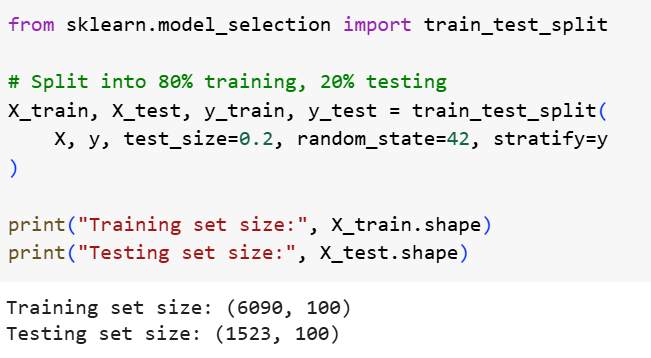 from sklearn.model_selection import train_test_split
# Split into 80% training, 20% testing
X_train, X_test, y_train, y_test = train_test_split(
    X, y, test_size=0.2, random_state=42, stratify=y
)
print("Training set size:", X_train.shape)
print("Testing set size:", X_test.shape)
Training set size: (6090, 100)
Testing set size: (1523, 100)